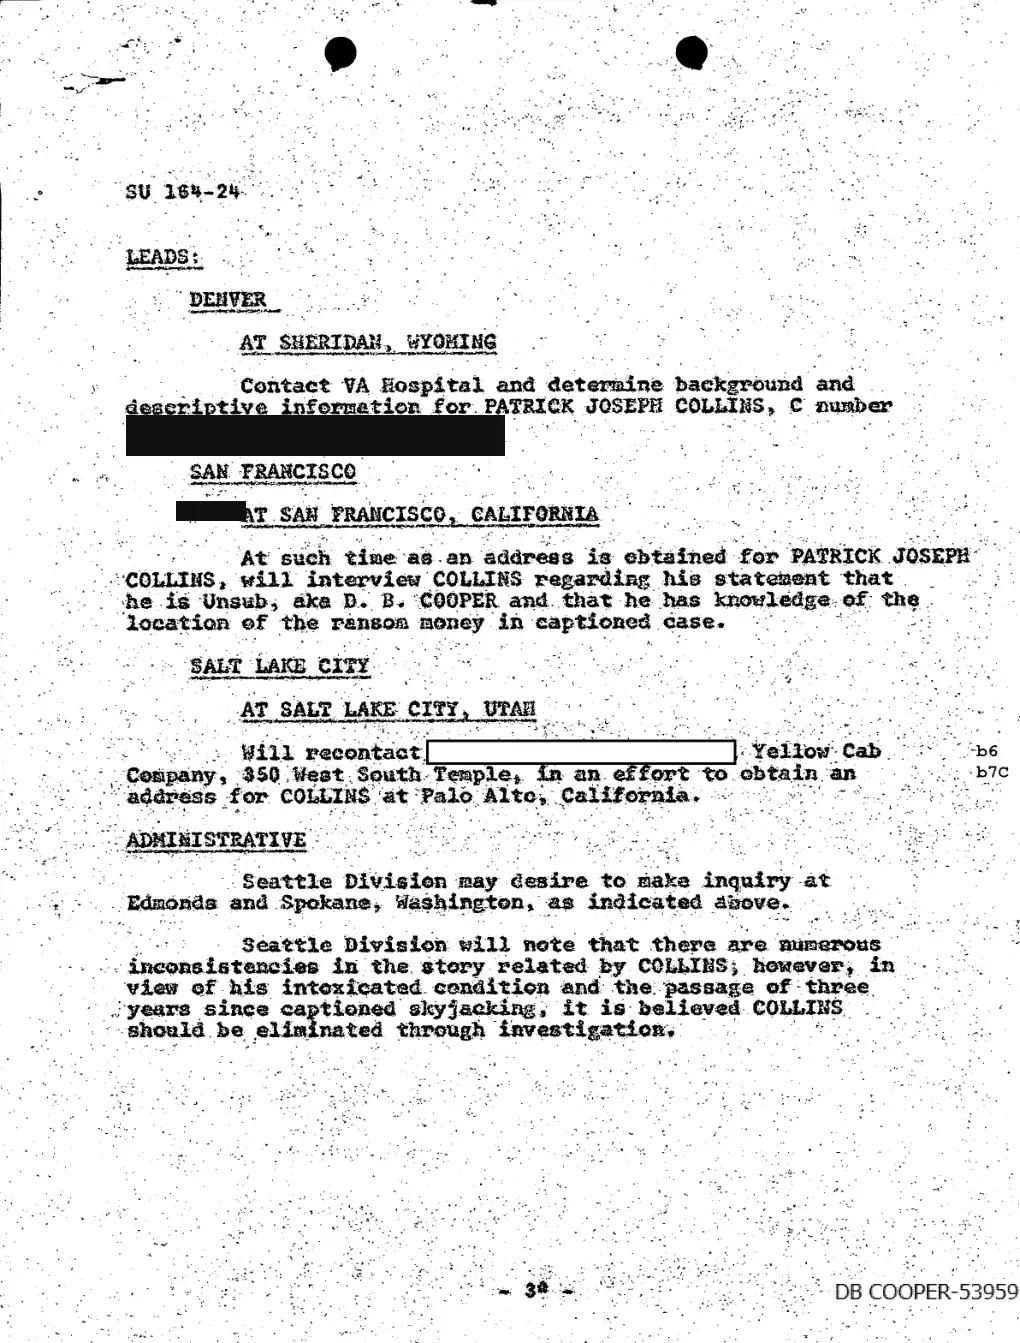 SU 164-24
LEADS:
DENVER
AT SHERIDAN, WYOMING
Contact VA Hospital and determine background and
descriptive information for PATRICK JOSEPH COLLINS, C number
SAN FRANCISCO
AT SAN FRANCISCO, CALIFORNIA
At such time as an address is obtained for PATRICK JOSEPH
COLLINS, will interview COLLINS regarding his statement that
he is Unsub, aka D. B. COOPER and that he has knowledge of the
location of the ransom money in captioned case.
SALT LAKE CITY
AT SALT LAKE CITY, UTAH
Will recontact Yellow Cab b6
Company, 350 West South Temple, in an effort to obtain an b7C
address for COLLINS at Palo Alto, California.
ADMINISTRATIVE
Seattle Division may desire to make inquiry at
Edmonds and Spokane, Washington, as indicated above.
Seattle Division will note that there are numerous
inconsistencies in the story related by COLLINS; however, in
view of his intoxicated condition and the passage of three
years since captioned skyjacking, it is believed COLLINS
should be eliminated through investigation.
- 3* -
DB COOPER-53959